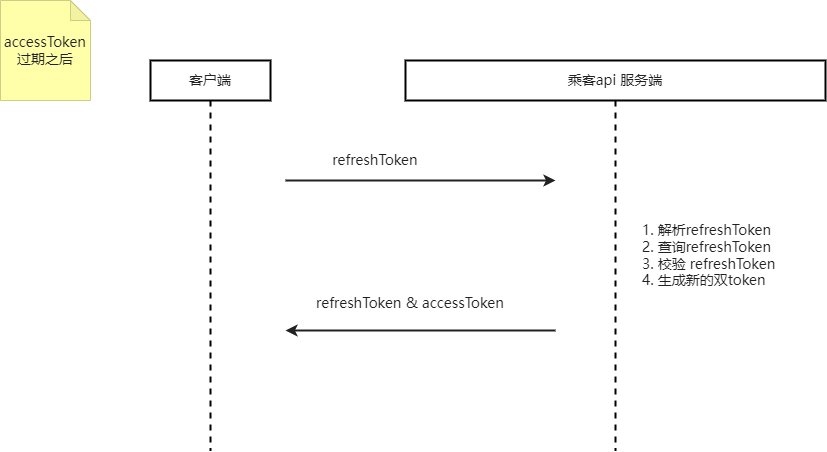 accessToken
过期之后
客户端
乘客api 服务端
refreshToken
1. 解析refreshToken
2. 查询refreshToken
3. 校验 refreshToken
4. 生成新的双token
refreshToken & accessToken